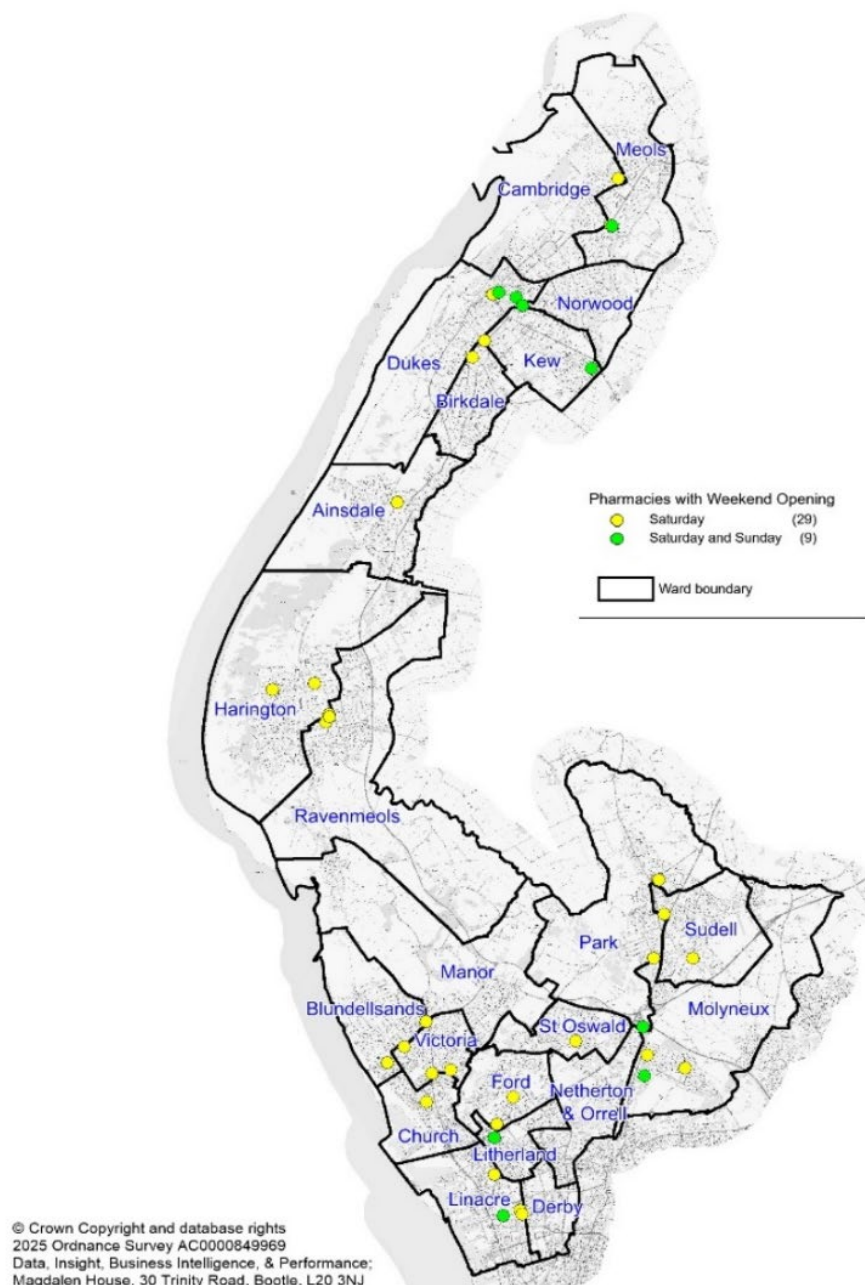 Meols
Cambridge
Norwood
Dukes
Kew
Birkdale
Pharmacies with Weekend Opening
Saturday (29)
Saturday and Sunday (9)
Ward boundary
Ainsdale
Harington
Ravenmeols
Park
Sudell
Manor
Molyneux
Blundellsands
St Oswald
Victoria
Ford
Netherton
& Orrell
Church
Litherland
Linacre
Derby
© Crown Copyright and database rights
2025 Ordnance Survey AC0000849969
Data, Insight, Business Intelligence, & Performance;
Magdalen House, 30 Trinity Road, Bootle, L20 3NJ